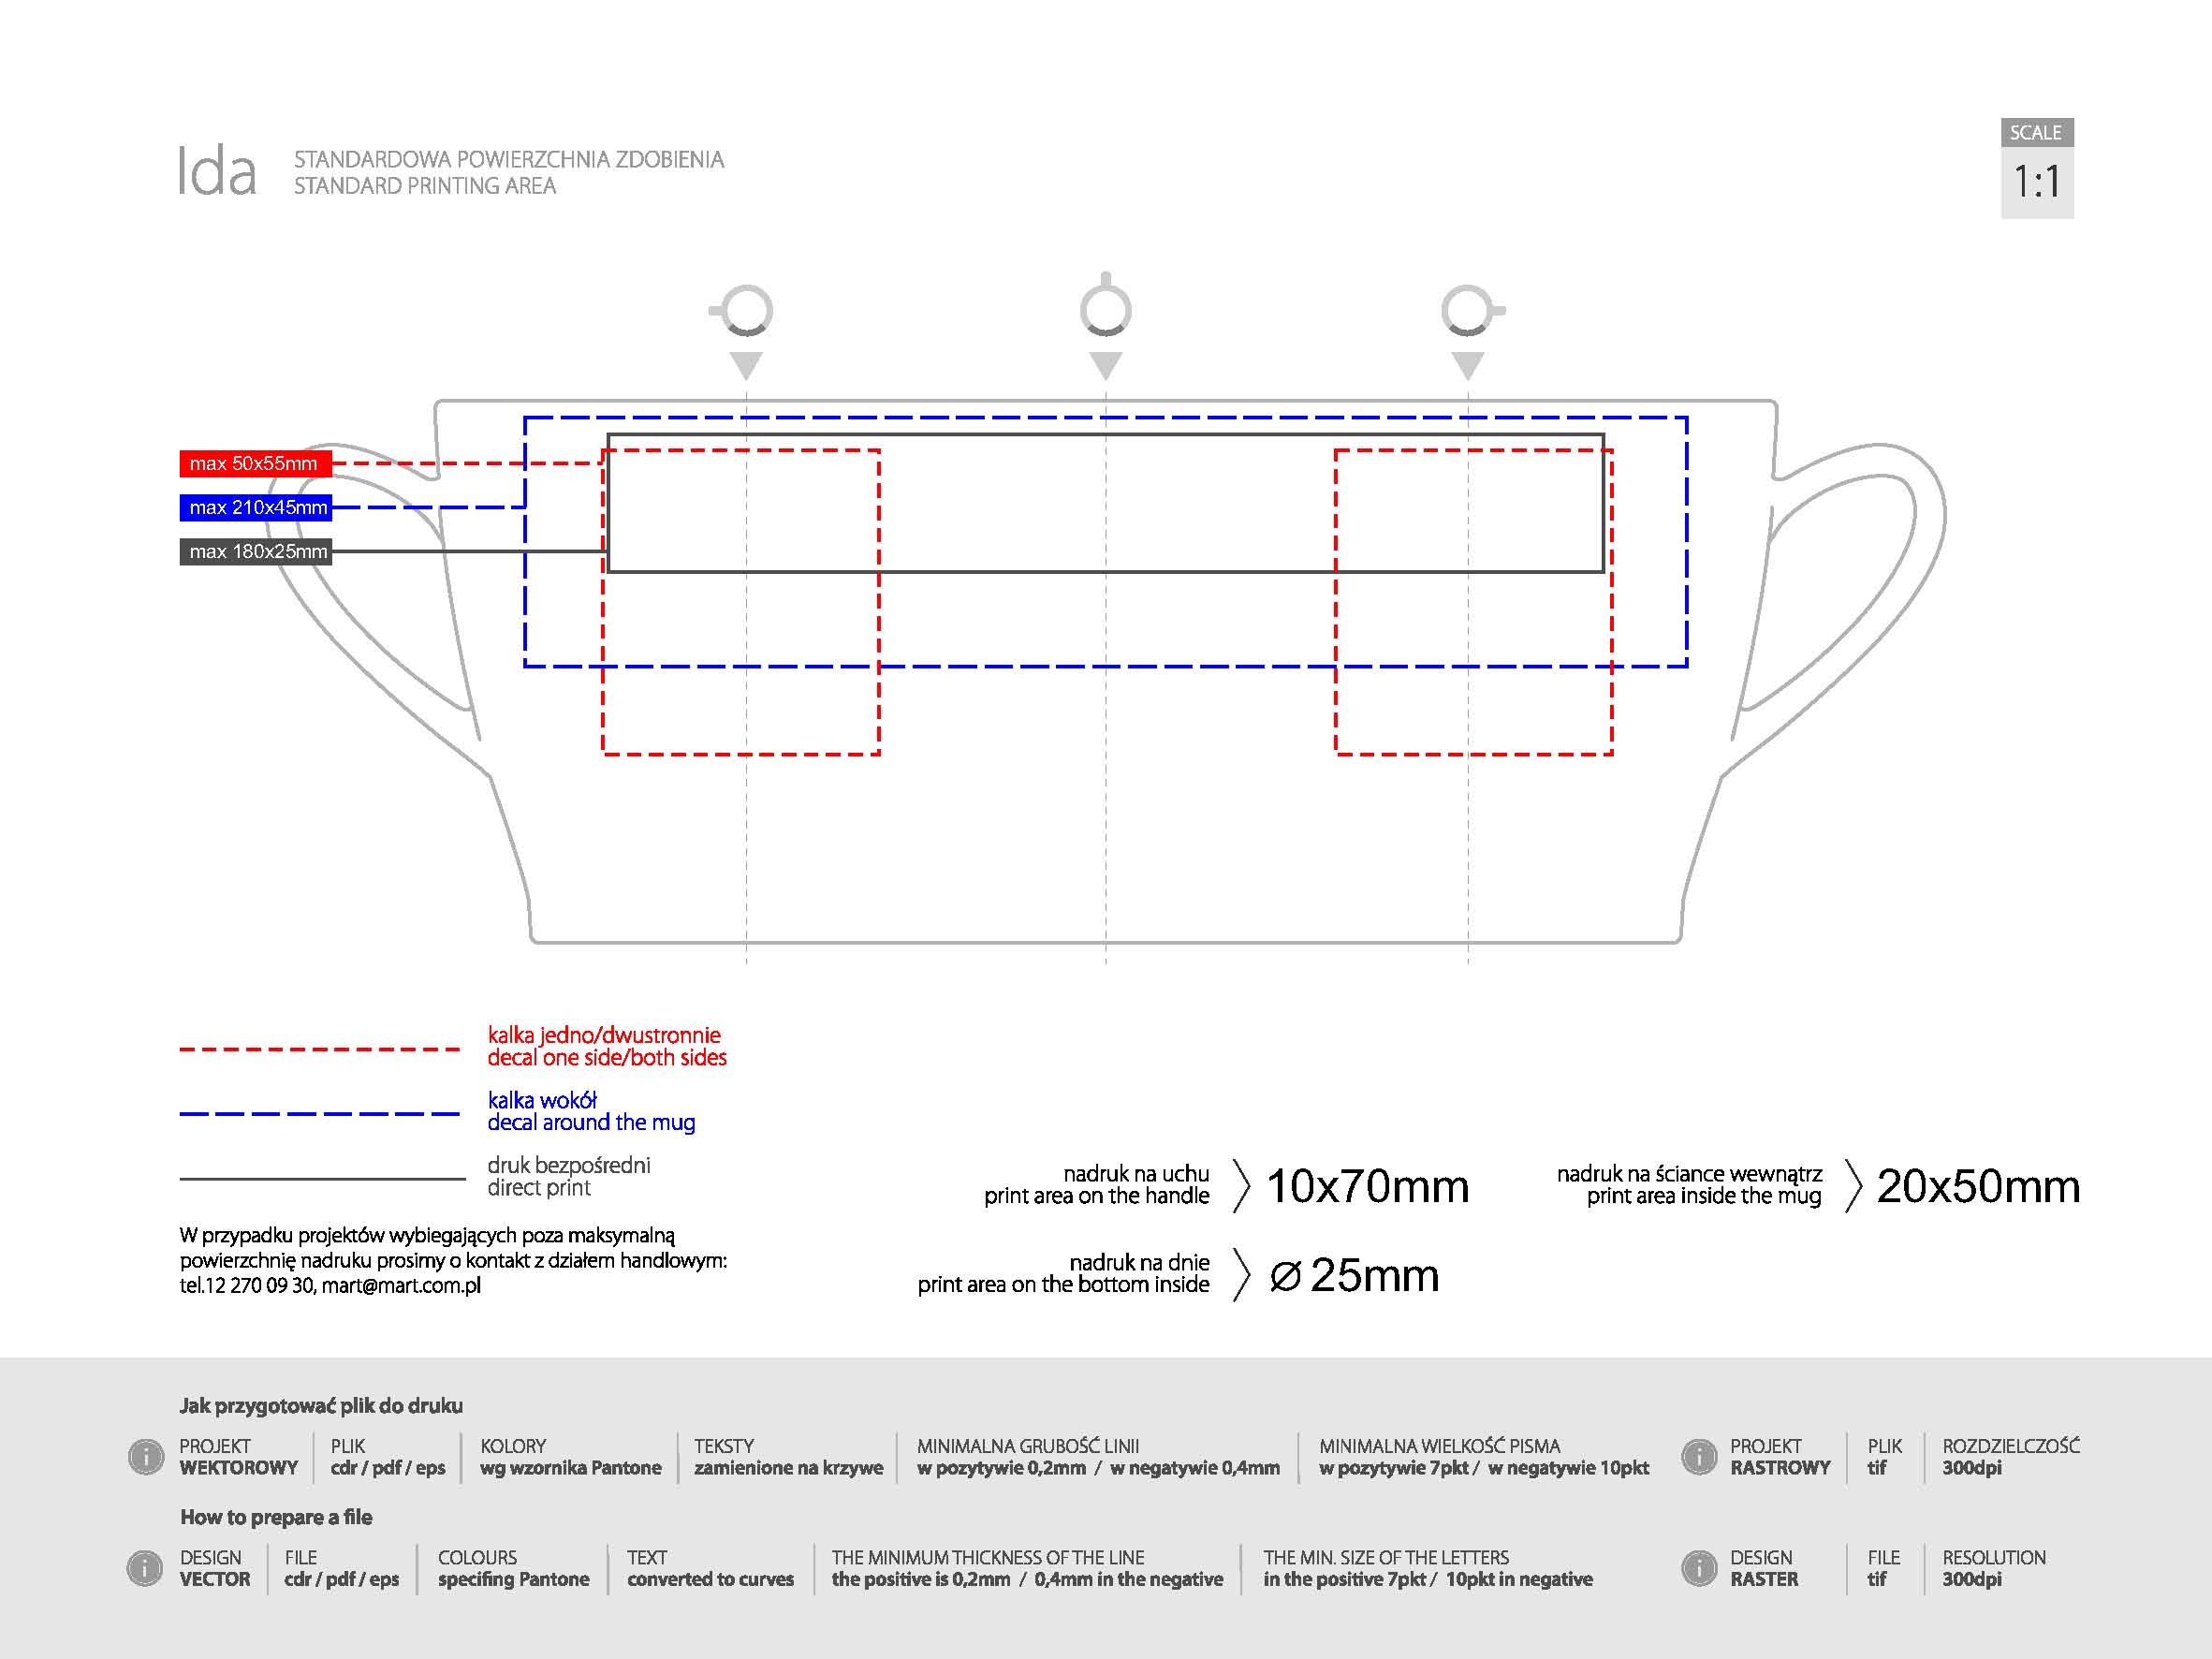 Ida
STANDARDOWA POWIERZCHNIA ZDOBIENIA
STANDARD PRINTING AREA
SCALE
1:1
max 50x55mm
max 210x45mm
max 180x25mm
kalka jedno/dwustronnie
decal one side/both sides
kalka wokół
decal around the mug
druk bezpośredni
direct print
W przypadku projektów wybiegających poza maksymalną
powierzchnię nadruku prosimy o kontakt z działem handlowym:
tel.12 270 09 30, mart@mart.com.pl
nadruk na uchu
print area on the handle
10x70mm
nadruk na ściance wewnątrz
print area inside the mug
20x50mm
nadruk na dnie
print area on the bottom inside
⌀ 25mm
Jak przygotować plik do druku
i
PROJEKT
WEKTOROWY
PLIK
cdr / pdf / eps
KOLORY
wg wzornika Pantone
TEKSTY
zamienione na krzywe
MINIMALNA GRUBOŚĆ LINII
w pozytywie 0,2mm / w negatywie 0,4mm
MINIMALNA WIELKOŚĆ PISMA
w pozytywie 7pkt / w negatywie 10pkt
i
PROJEKT
RASTROWY
PLIK
tif
ROZDZIELCZOŚĆ
300dpi
How to prepare a file
i
DESIGN
VECTOR
FILE
cdr / pdf / eps
COLOURS
specifing Pantone
TEXT
converted to curves
THE MINIMUM THICKNESS OF THE LINE
the positive is 0,2mm / 0,4mm in the negative
THE MIN. SIZE OF THE LETTERS
in the positive 7pkt / 10pkt in negative
i
DESIGN
RASTER
FILE
tif
RESOLUTION
300dpi